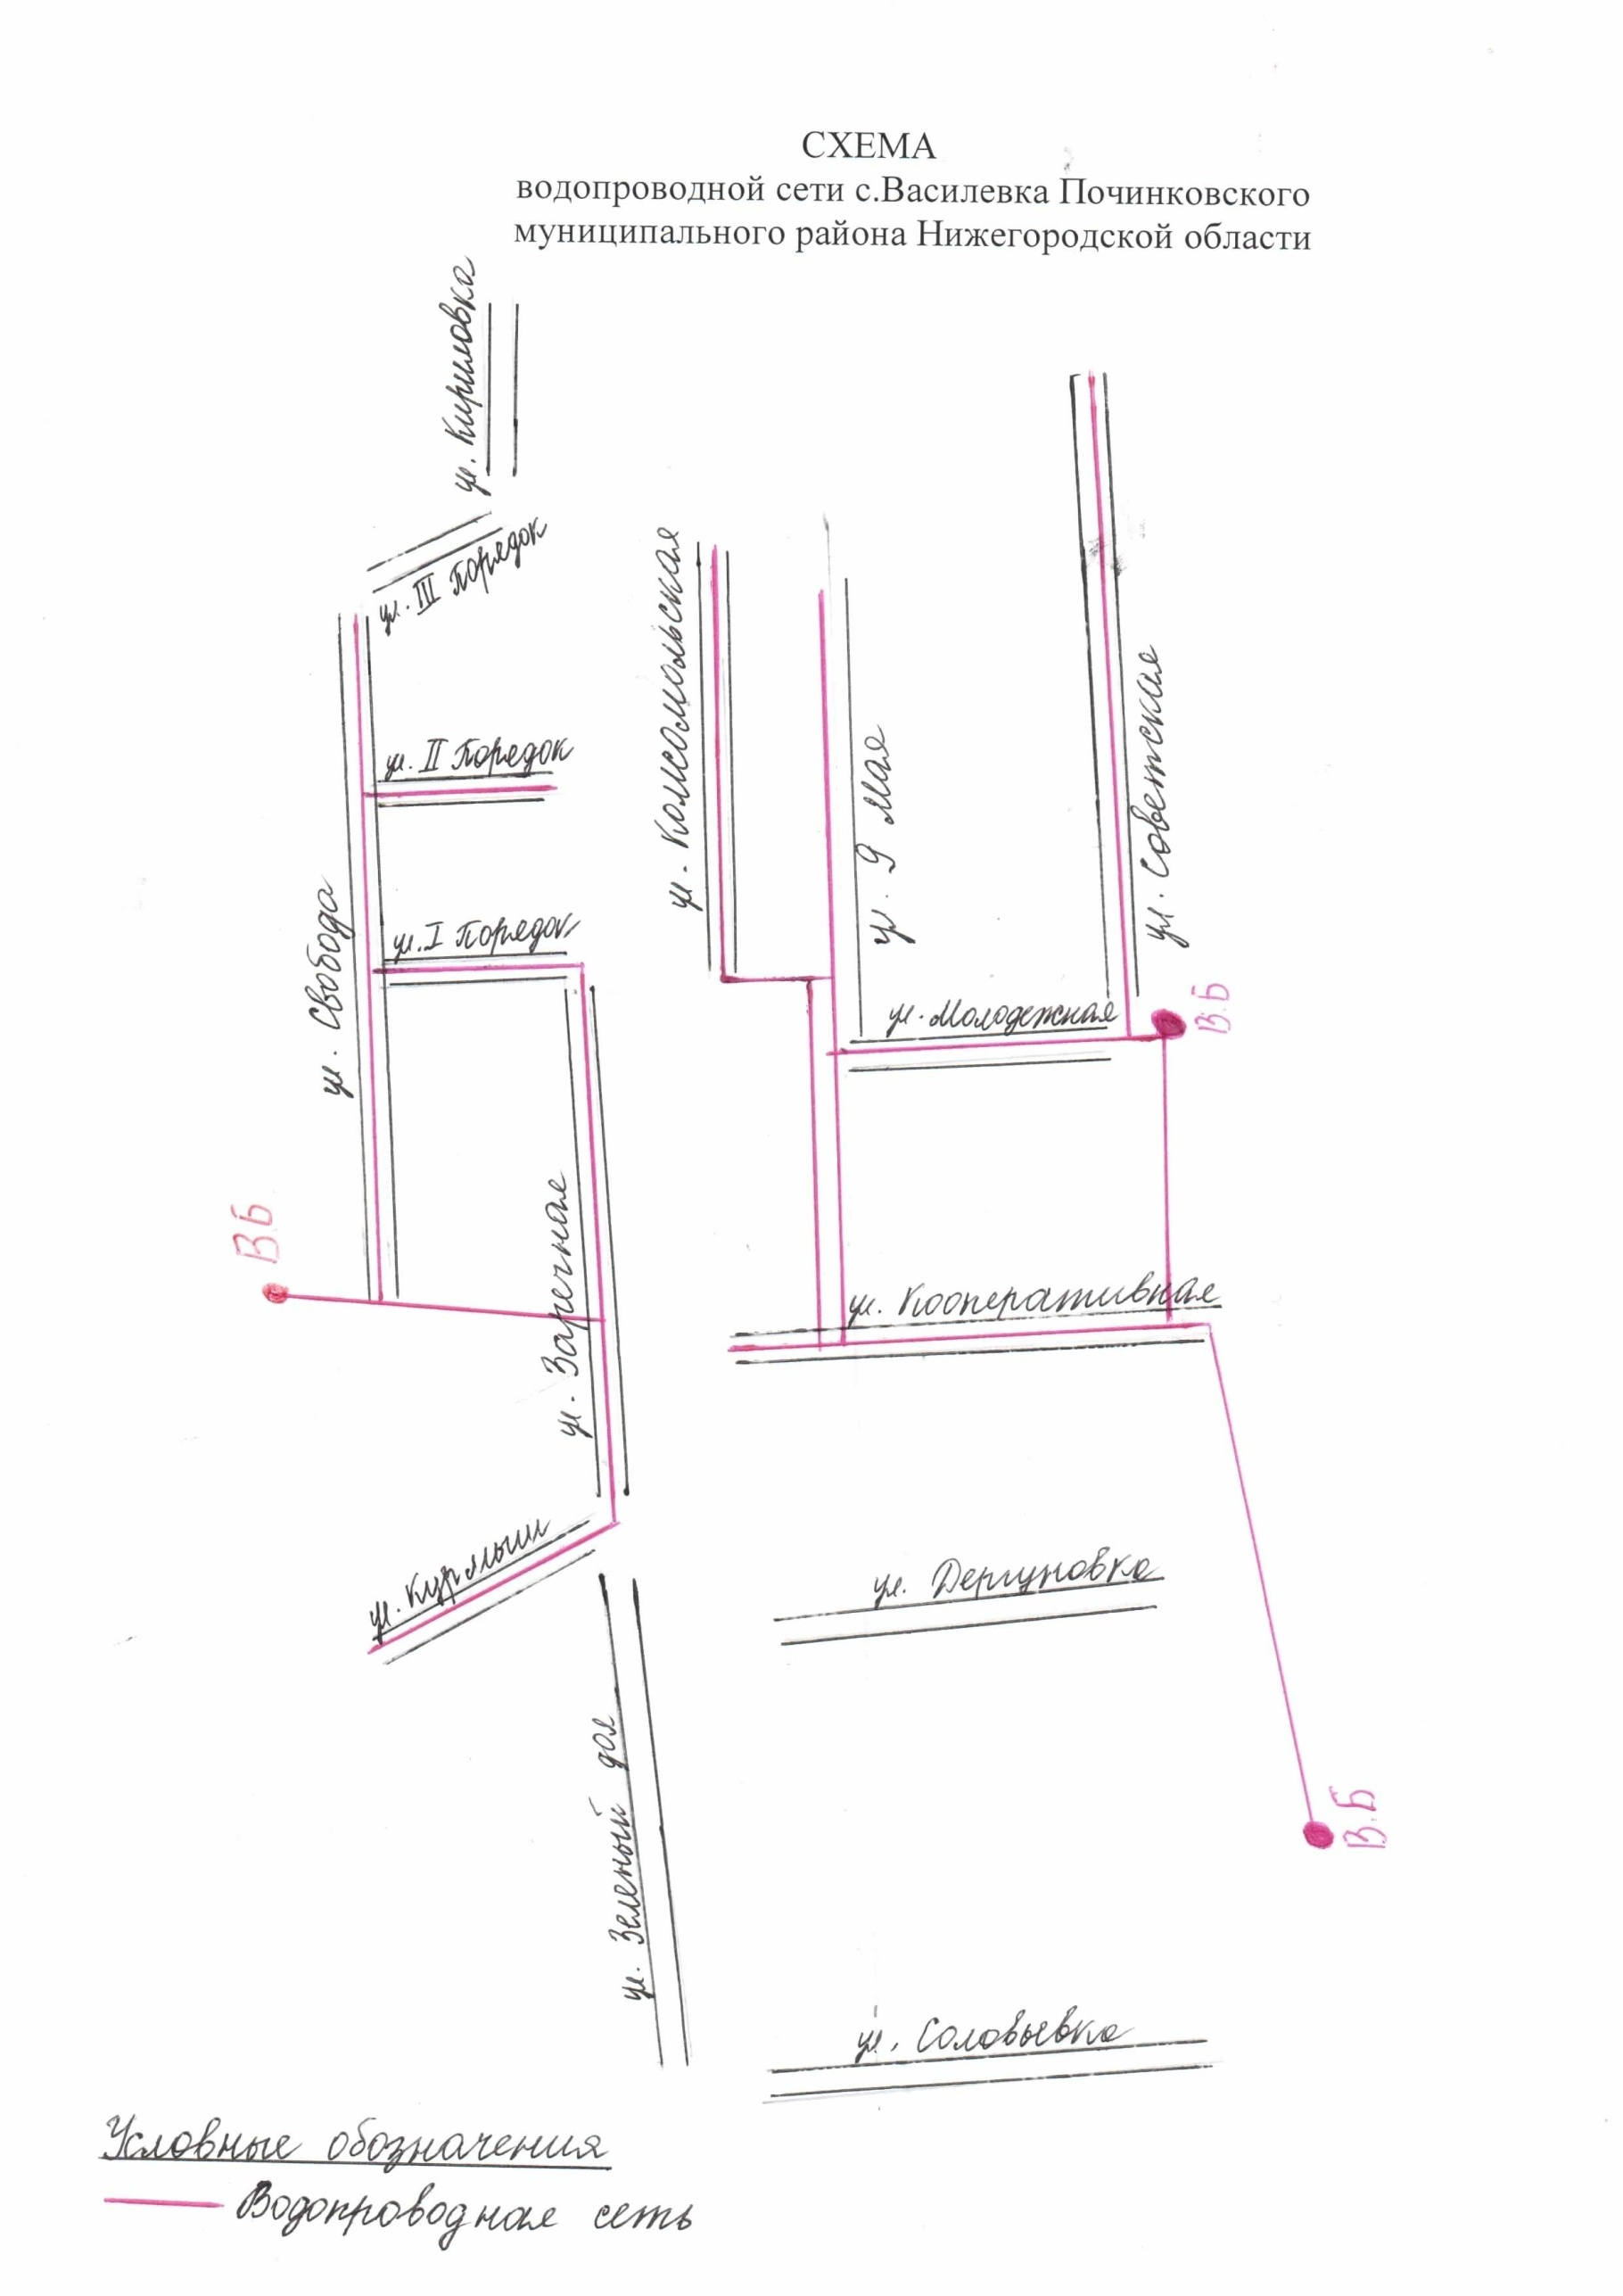 СХЕМА
водопроводной сети с.Василевка Починковского
муниципального района Нижегородской области
ул. Кириловка
ул. III Порядок
ул. Комсомольская
ул. II Порядок
ул. 9 мая
ул. Советская
ул. I Порядок
ул. Свобода
ул. Молодежная
В.Б
В.Б
ул. Заречная
ул. Кооперативная
ул. Курмыши
ул. Дергуновка
ул. Зеленый дол
В.Б
ул. Соловьевка
Условные обозначения
Водопроводная сеть